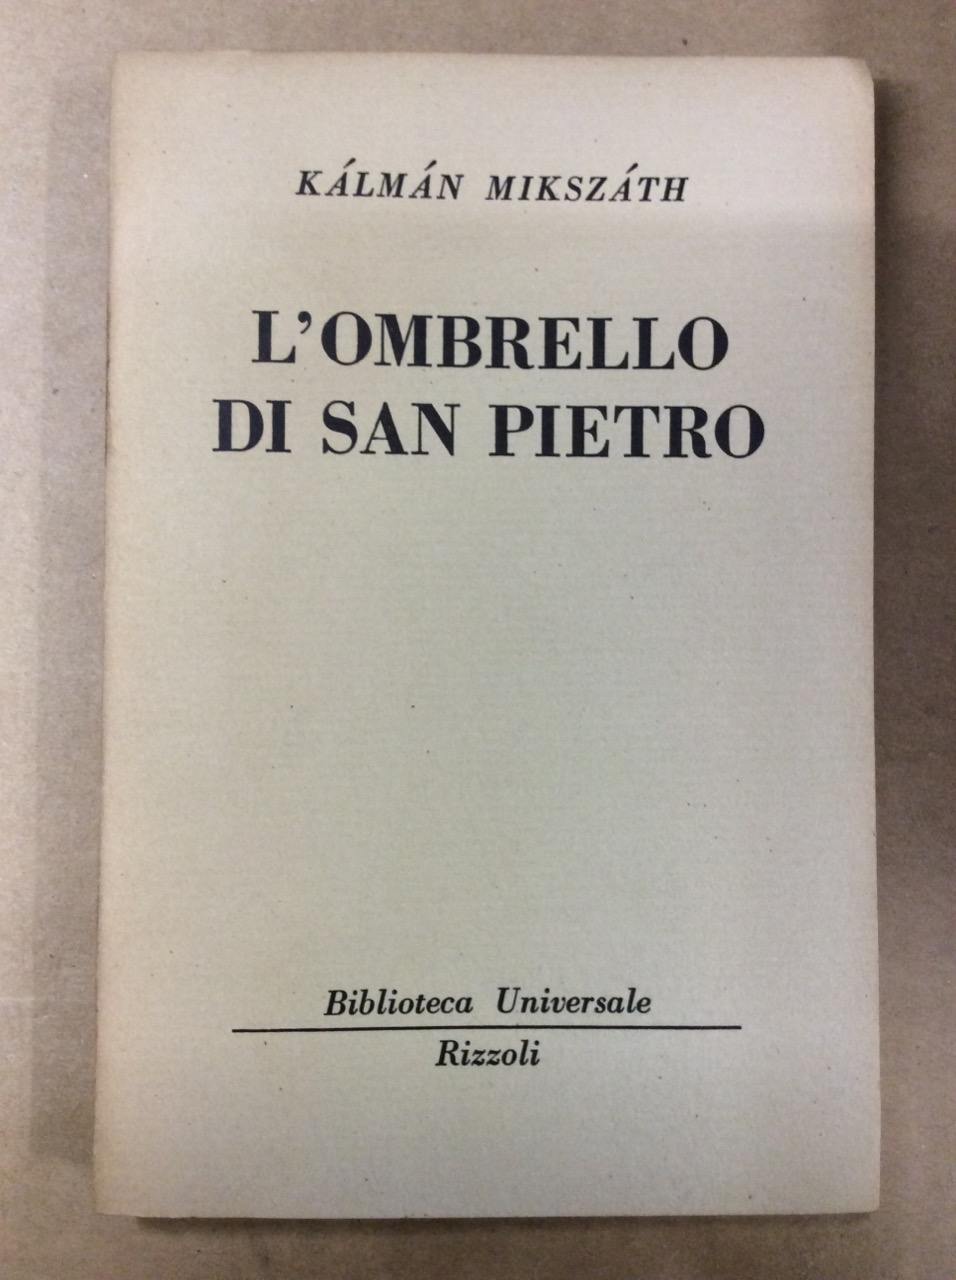 KÁLMÁN MIKSZÁTH
L'OMBRELLO
DI SAN PIETRO
Biblioteca Universale
Rizzoli